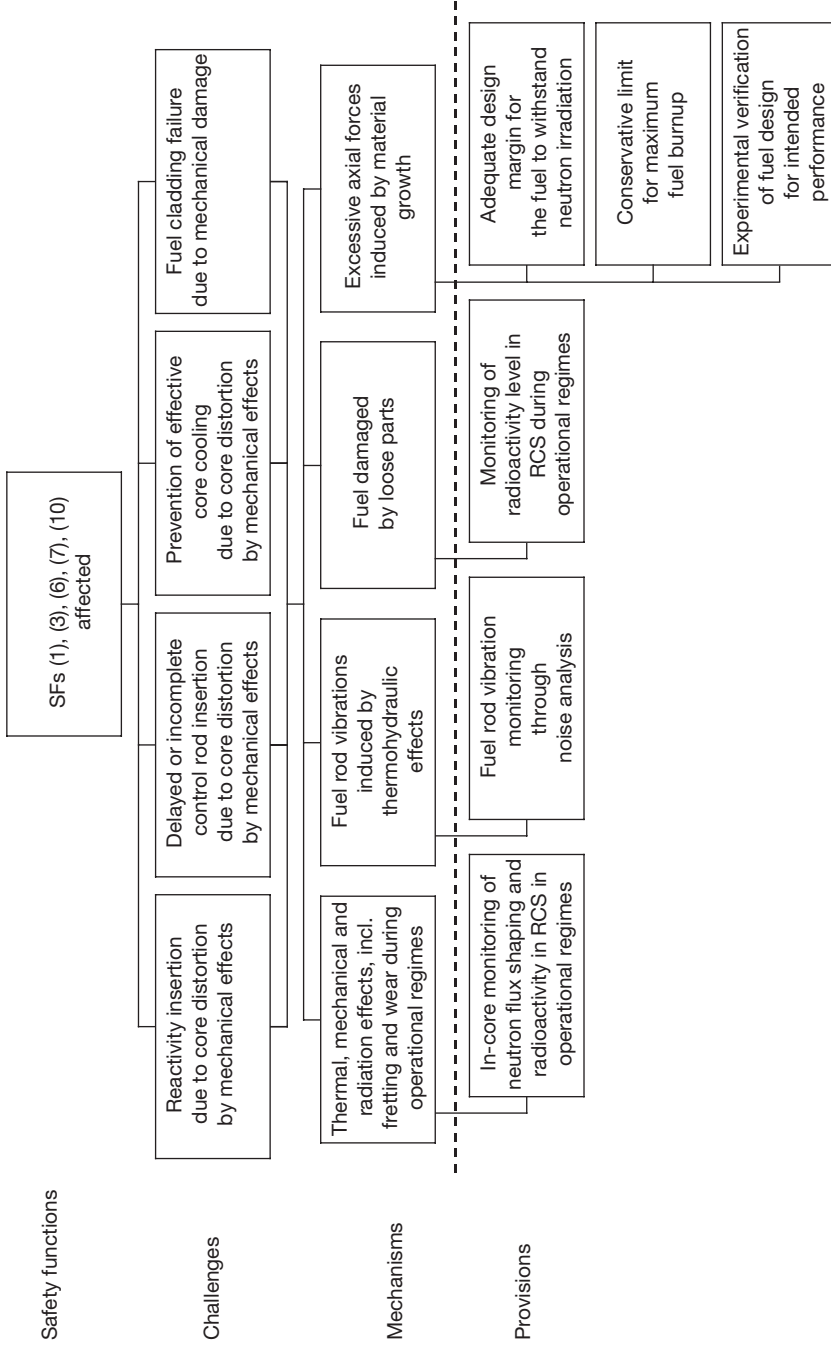 Safety functions
SFs (1), (3), (6), (7), (10)
affected
Challenges
Reactivity insertion
due to core distortion
by mechanical effects
Delayed or incomplete
control rod insertion
due to core distortion
by mechanical effects
Prevention of effective
core cooling
due to core distortion
by mechanical effects
Fuel cladding failure
due to mechanical damage
Mechanisms
Thermal, mechanical and
radiation effects, incl.
fretting and wear during
operational regimes
Fuel rod vibrations
induced by
thermohydraulic
effects
Fuel damaged
by loose parts
Excessive axial forces
induced by material
growth
Provisions
In-core monitoring of
neutron flux shaping and
radioactivity in RCS in
operational regimes
Fuel rod vibration
monitoring
through
noise analysis
Monitoring of
radioactivity level in
RCS during
operational regimes
Adequate design
margin for
the fuel to withstand
neutron irradiation
Conservative limit
for maximum
fuel burnup
Experimental verification
of fuel design
for intended
performance